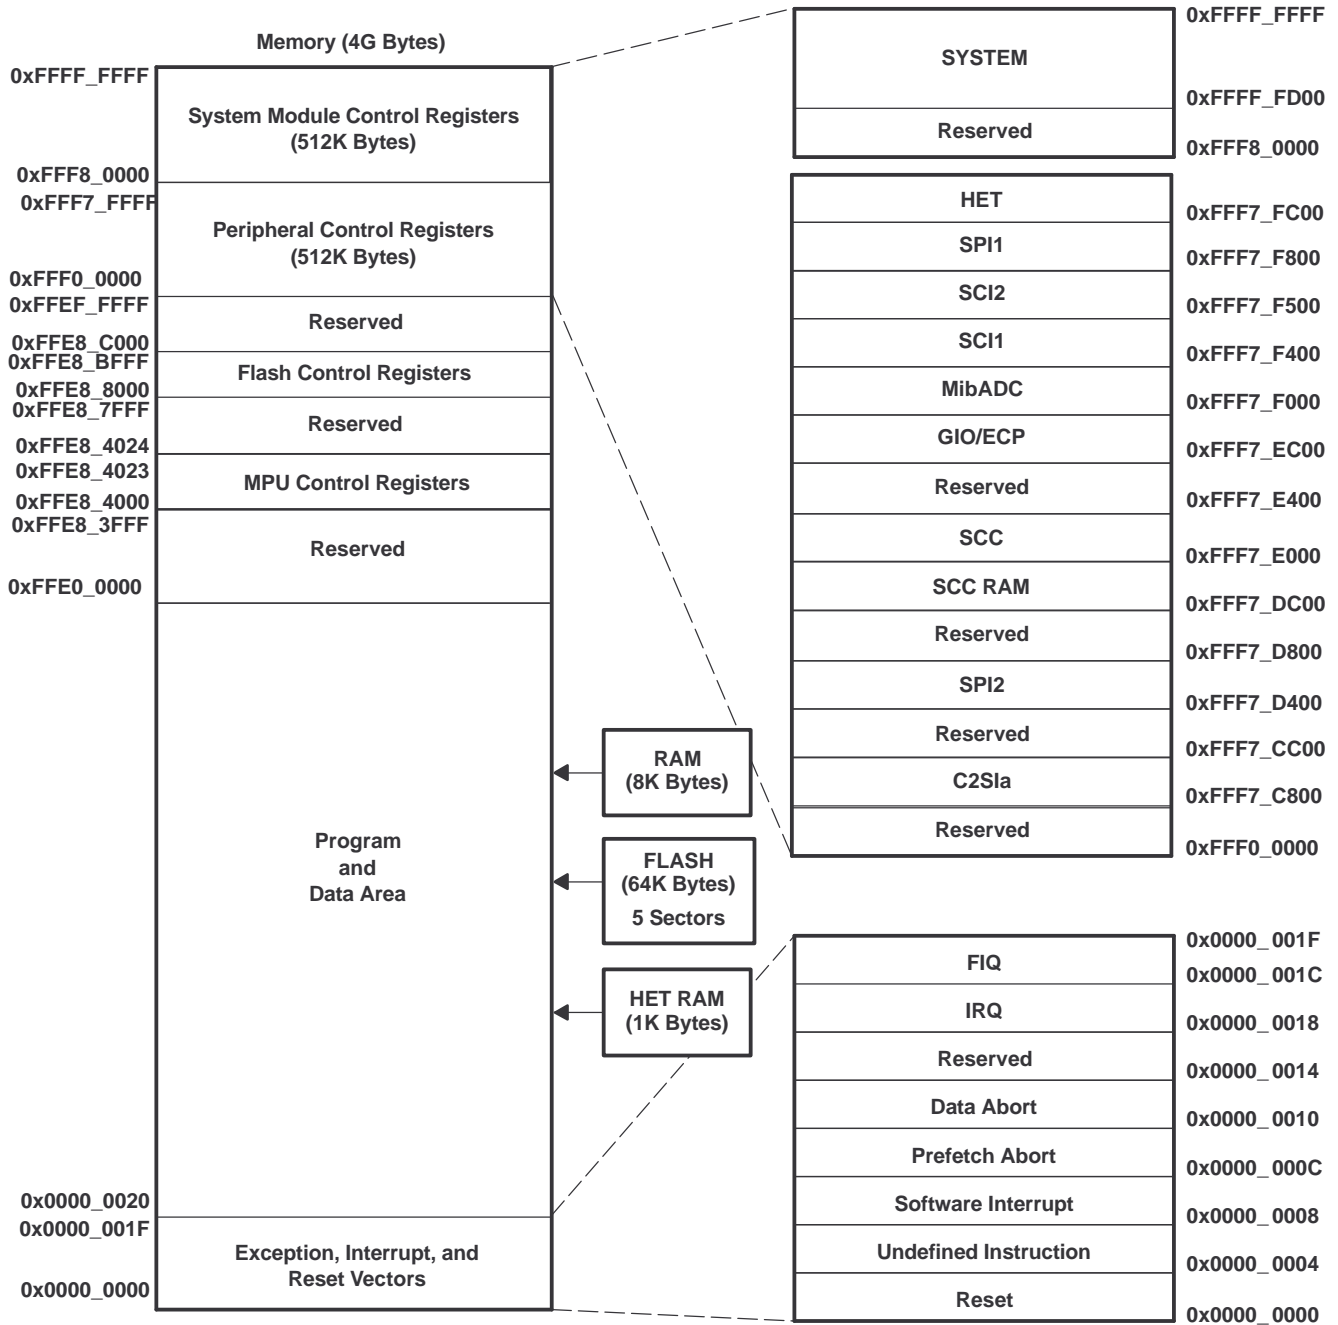 Memory (4G Bytes)
0xFFFF_FFFF
System Module Control Registers
(512K Bytes)
0xFFF8_0000
0xFFF7_FFFF
Peripheral Control Registers
(512K Bytes)
0xFFF0_0000
0xFFEF_FFFF
Reserved
0xFFE8_C000
0xFFE8_BFFF
Flash Control Registers
0xFFE8_8000
0xFFE8_7FFF
Reserved
0xFFE8_4024
0xFFE8_4023
MPU Control Registers
0xFFE8_4000
0xFFE8_3FFF
Reserved
0xFFE0_0000
Program
and
Data Area
0x0000_0020
0x0000_001F
Exception, Interrupt, and
Reset Vectors
0x0000_0000
RAM
(8K Bytes)
FLASH
(64K Bytes)
5 Sectors
HET RAM
(1K Bytes)
0xFFFF_FFFF
SYSTEM
0xFFFF_FD00
Reserved
0xFFF8_0000
HET
0xFFF7_FC00
SPI1
0xFFF7_F800
SCI2
0xFFF7_F500
SCI1
0xFFF7_F400
MibADC
0xFFF7_F000
GIO/ECP
0xFFF7_EC00
Reserved
0xFFF7_E400
SCC
0xFFF7_E000
SCC RAM
0xFFF7_DC00
Reserved
0xFFF7_D800
SPI2
0xFFF7_D400
Reserved
0xFFF7_CC00
C2SIa
0xFFF7_C800
Reserved
0xFFF0_0000
0x0000_001F
FIQ
0x0000_001C
IRQ
0x0000_0018
Reserved
0x0000_0014
Data Abort
0x0000_0010
Prefetch Abort
0x0000_000C
Software Interrupt
0x0000_0008
Undefined Instruction
0x0000_0004
Reset
0x0000_0000